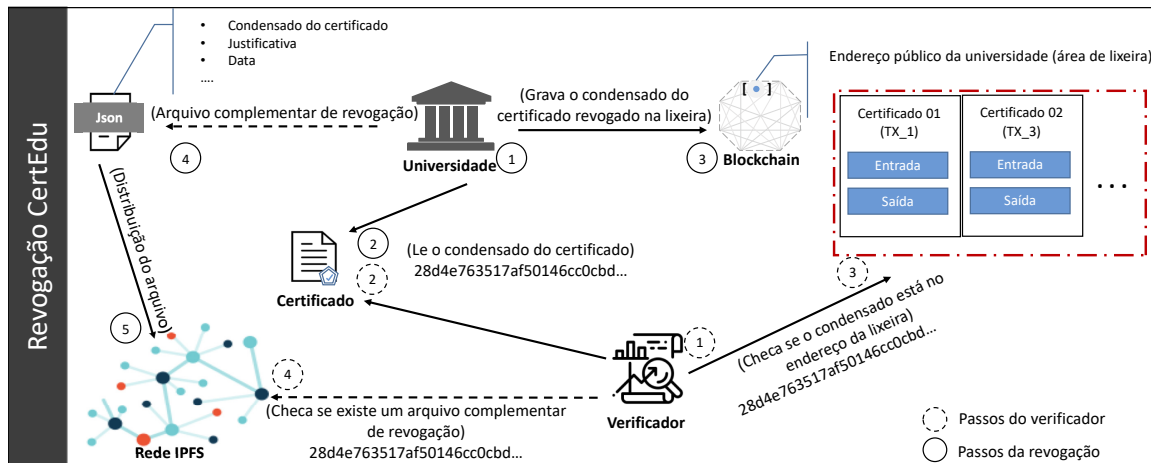 Revogação CertEdu
• Condensado do certificado
• Justificativa
• Data
....
Json
(Arquivo complementar de revogação)
4
Universidade
1
(Grava o condensado do
certificado revogado na lixeira)
3
[ ]
Blockchain
Endereço público da universidade (área de lixeira)
Certificado 01
(TX_1)
Entrada
Saída
Certificado 02
(TX_3)
Entrada
Saída
...
(Distribuição do arquivo)
5
2
2
(Le o condensado do certificado)
28d4e763517af50146cc0cbd...
Certificado
1
Verificador
3
(Checa se o condensado está no
endereço da lixeira)
28d4e763517af50146cc0cbd...
4
(Checa se existe um arquivo complementar
de revogação)
28d4e763517af50146cc0cbd...
Rede IPFS
Passos do verificador
Passos da revogação